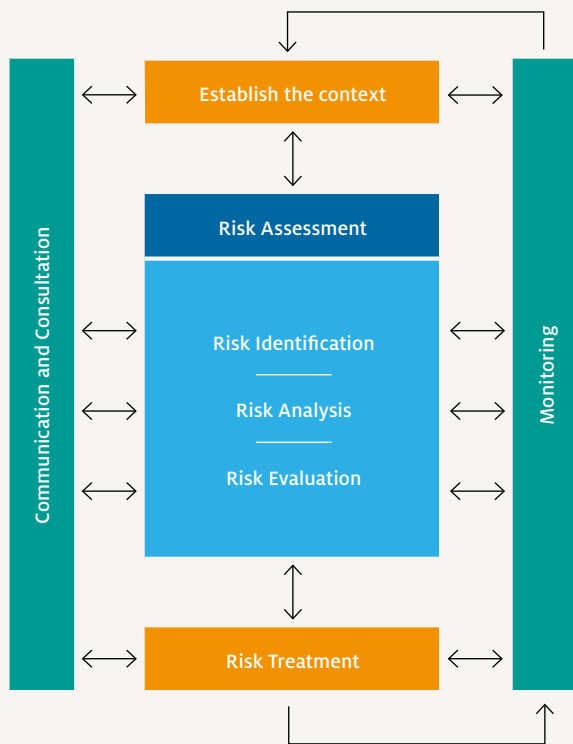 Establish the context
Risk Assessment
Communication and Consultation
Risk Identification
Risk Analysis
Risk Evaluation
Monitoring
Risk Treatment